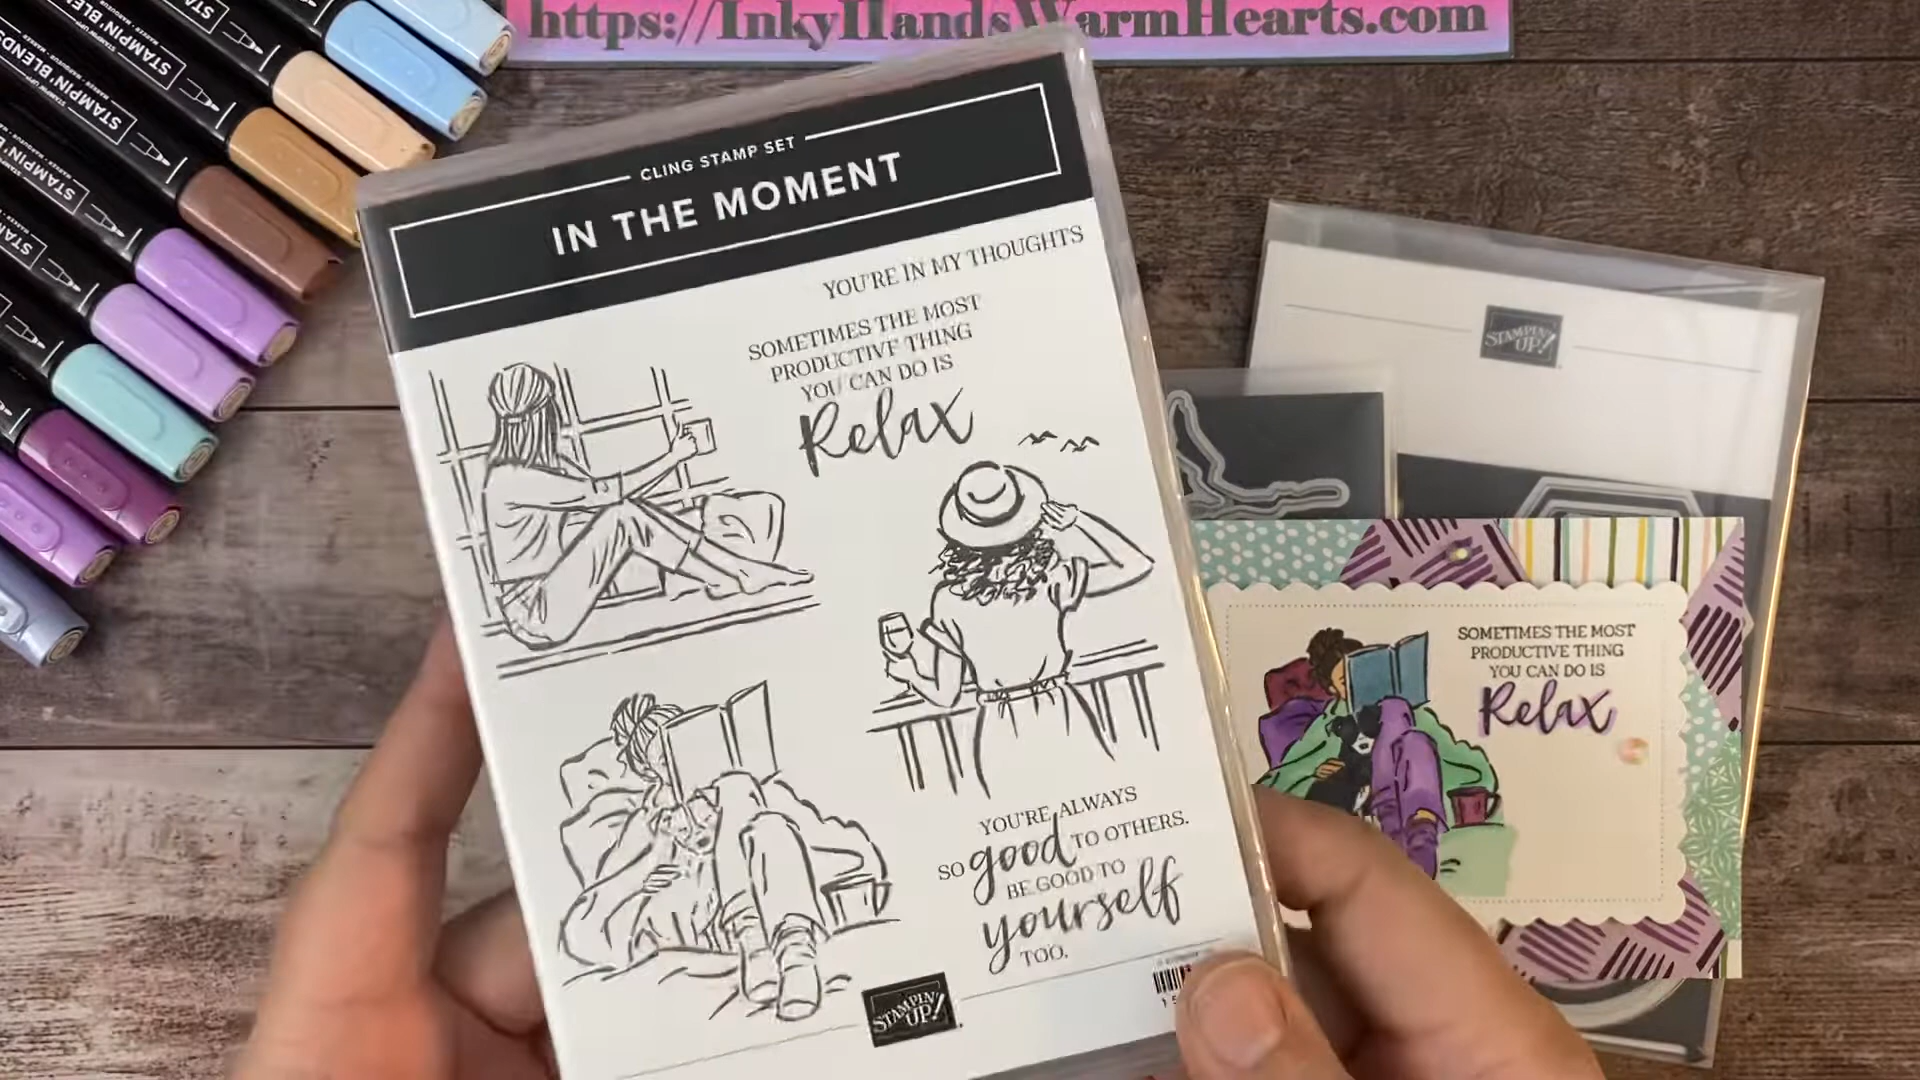 https://InkyHandsWarmHearts.com
STAMPIN' BLENDS
STAMPIN' BLENDS
CLING STAMP SET
IN THE MOMENT
YOU'RE IN MY THOUGHTS
SOMETIMES THE MOST
PRODUCTIVE THING
YOU CAN DO IS
Relax
YOU'RE ALWAYS
SO good TO OTHERS.
BE GOOD TO
yourself
TOO.
STAMPIN' UP!
STAMPIN' UP!
SOMETIMES THE MOST
PRODUCTIVE THING
YOU CAN DO IS
Relax